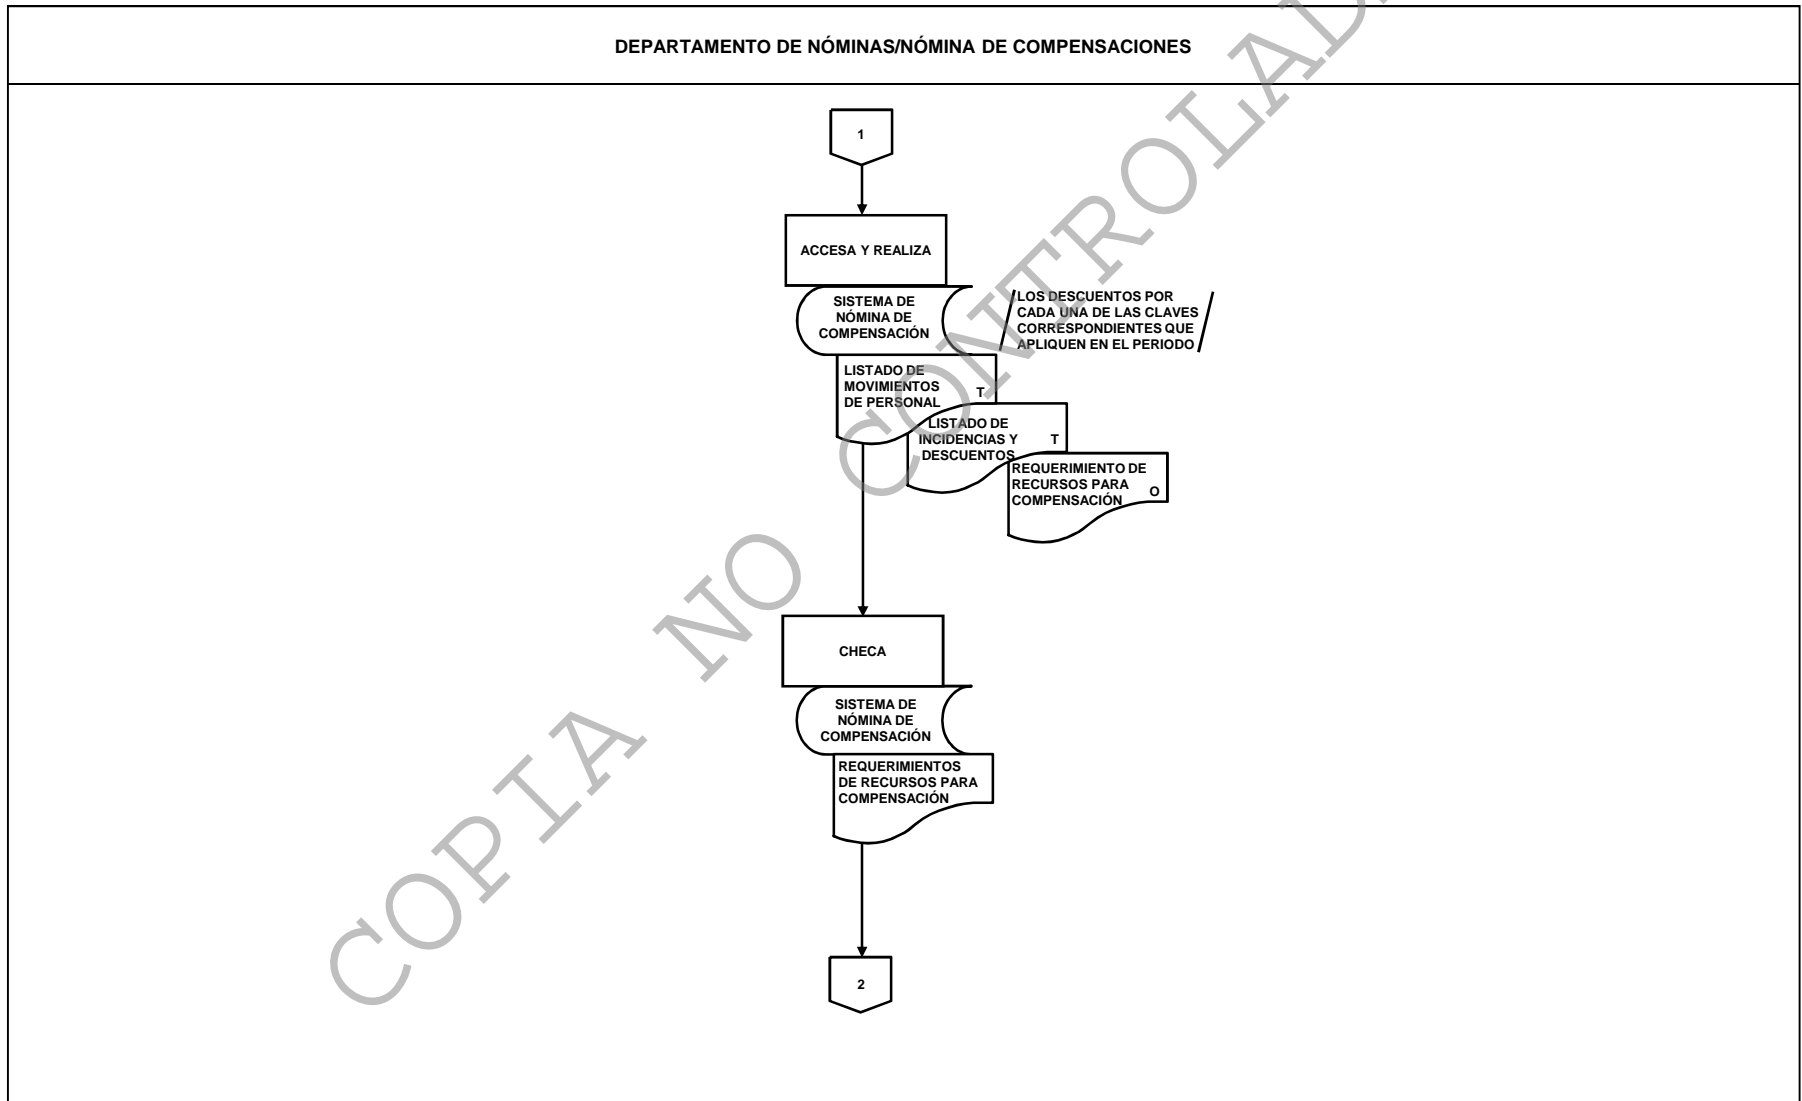 DEPARTAMENTO DE NÓMINAS/NÓMINA DE COMPENSACIONES
1
ACCESA Y REALIZA
SISTEMA DE
NÓMINA DE
COMPENSACIÓN
LOS DESCUENTOS POR
CADA UNA DE LAS CLAVES
CORRESPONDIENTES QUE
APLIQUEN EN EL PERIODO
LISTADO DE
MOVIMIENTOS
DE PERSONAL
T
LISTADO DE
INCIDENCIAS Y
DESCUENTOS
T
REQUERIMIENTO DE
RECURSOS PARA
COMPENSACIÓN
O
CHECA
SISTEMA DE
NÓMINA DE
COMPENSACIÓN
REQUERIMIENTOS
DE RECURSOS PARA
COMPENSACIÓN
2
COPIA NO CONTROLAD